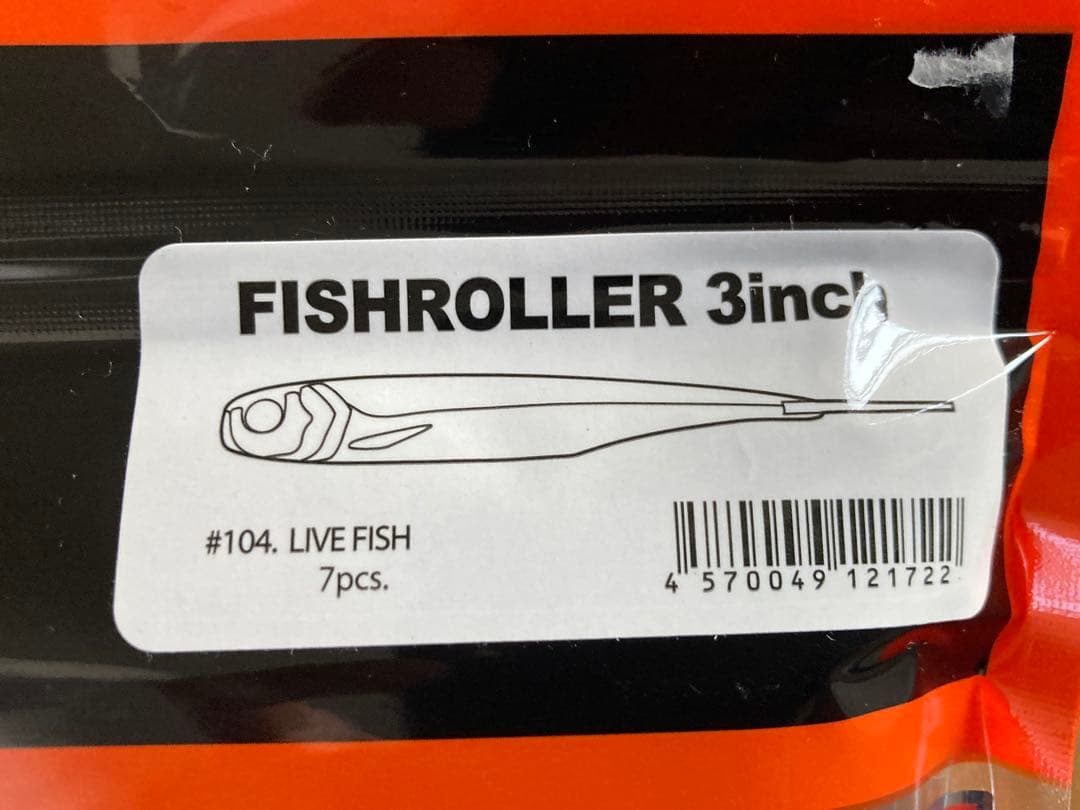 FISHROLLER 3inch
#104. LIVE FISH
7pcs.
4 570049 121722